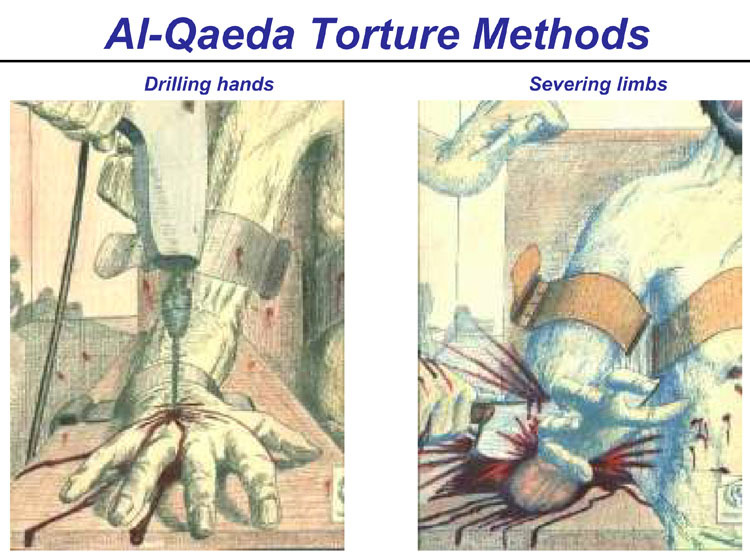 Al-Qaeda Torture Methods
Drilling hands
Severing limbs